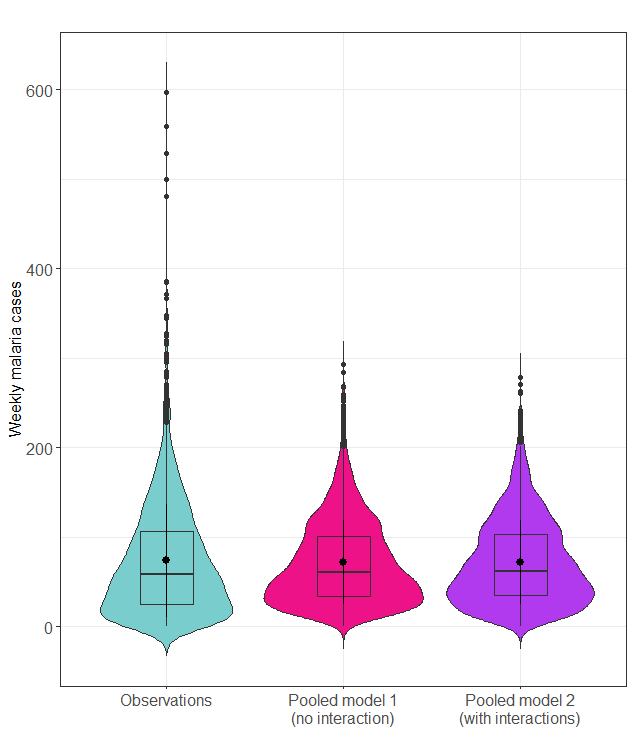 Weekly malaria cases
600
400
200
0
Observations
Pooled model 1
(no interaction)
Pooled model 2
(with interactions)